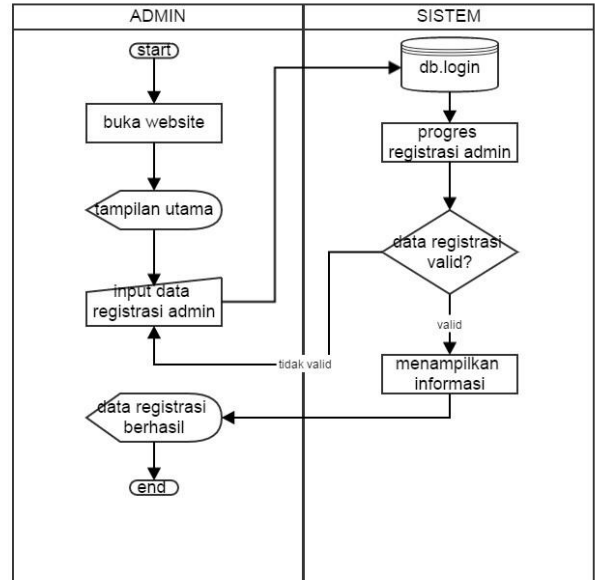 ADMIN
SISTEM
start
buka website
tampilan utama
input data
registrasi admin
db.login
progres
registrasi admin
data registrasi
valid?
valid
tidak valid
menampilkan
informasi
data registrasi
berhasil
end